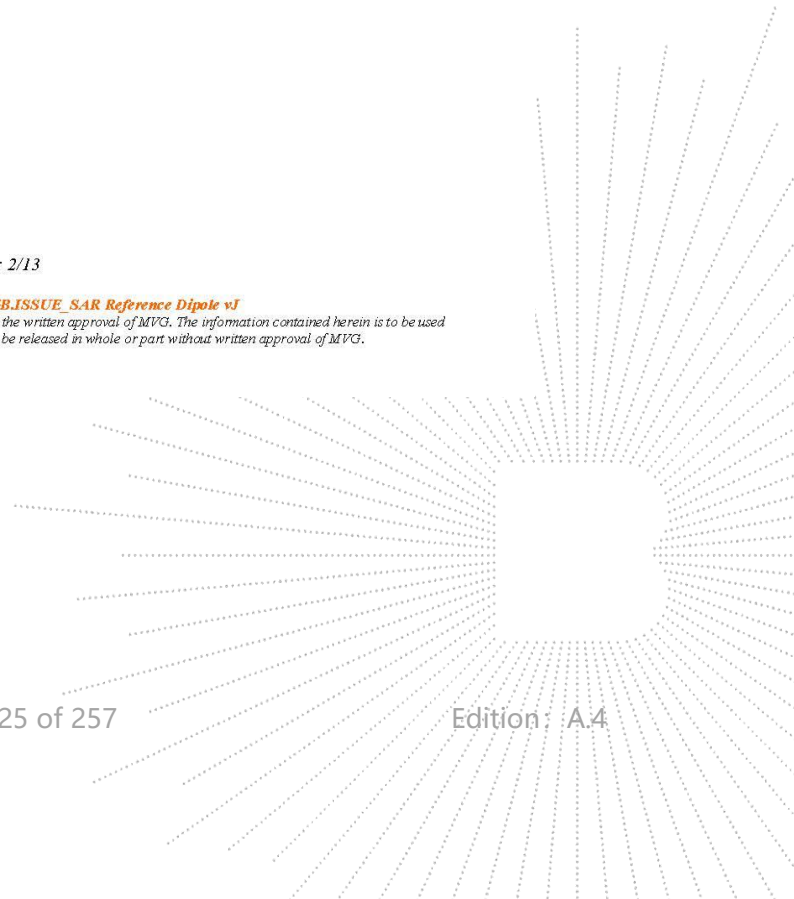 : 2/13
B.ISSUE_SAR Reference Dipole vJ
the written approval of MVG. The information contained herein is to be used
be released in whole or part without written approval of MVG.
25 of 257 Edition: A.4